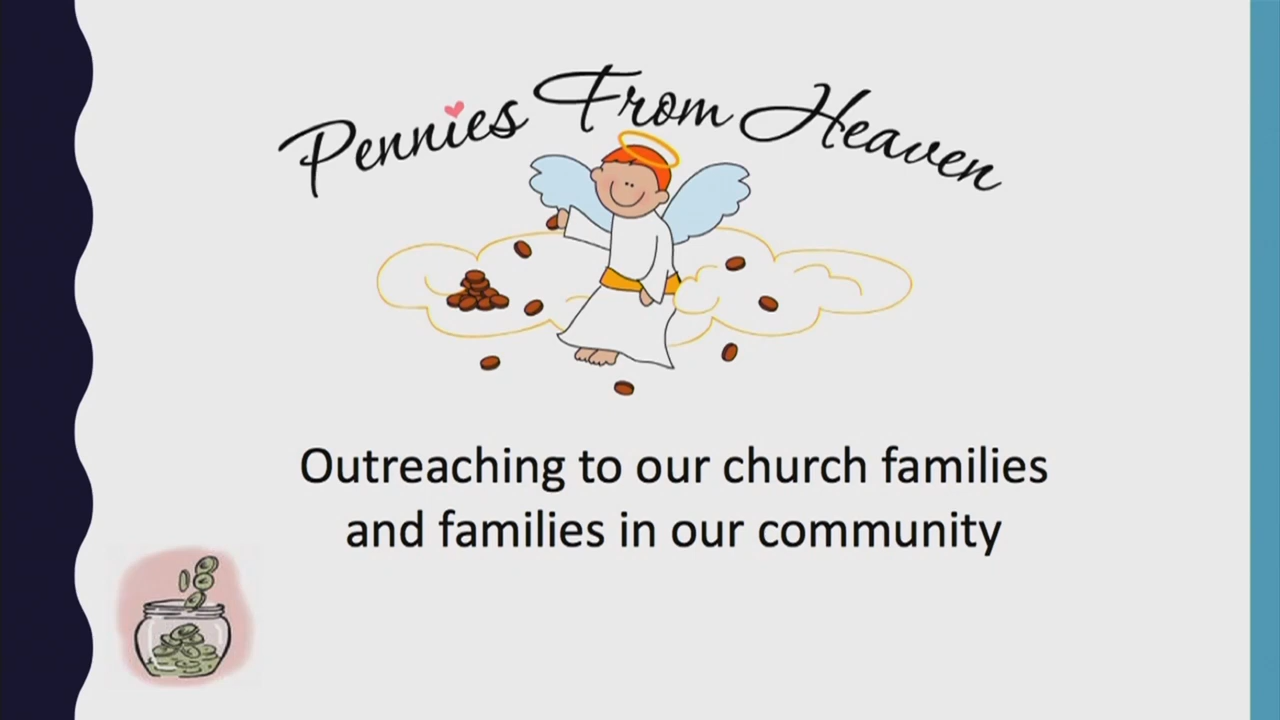 Pennies From Heaven
Outreaching to our church families
and families in our community